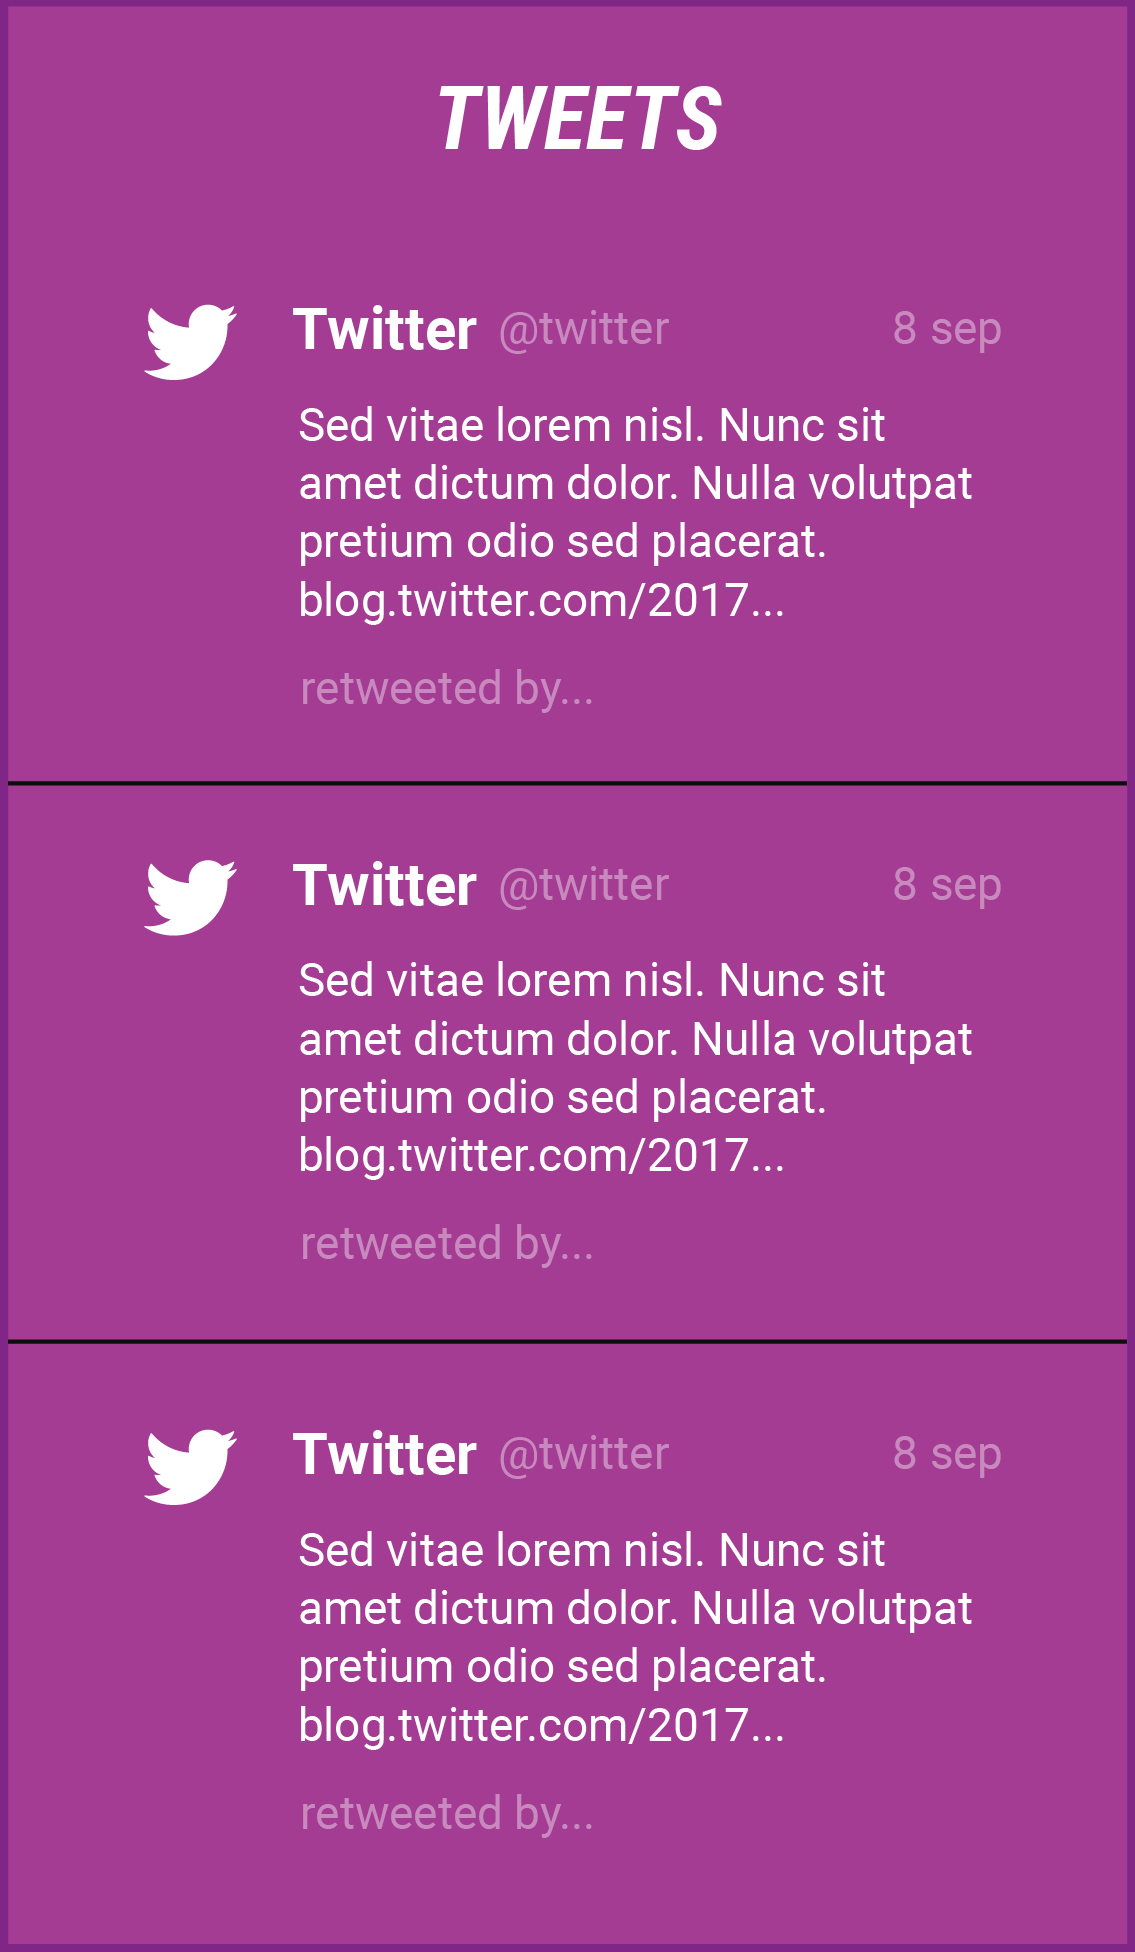 TWEETS
Twitter @twitter 8 sep
Sed vitae lorem nisl. Nunc sit
amet dictum dolor. Nulla volutpat
pretium odio sed placerat.
blog.twitter.com/2017...
retweeted by...
Twitter @twitter 8 sep
Sed vitae lorem nisl. Nunc sit
amet dictum dolor. Nulla volutpat
pretium odio sed placerat.
blog.twitter.com/2017...
retweeted by...
Twitter @twitter 8 sep
Sed vitae lorem nisl. Nunc sit
amet dictum dolor. Nulla volutpat
pretium odio sed placerat.
blog.twitter.com/2017...
retweeted by...